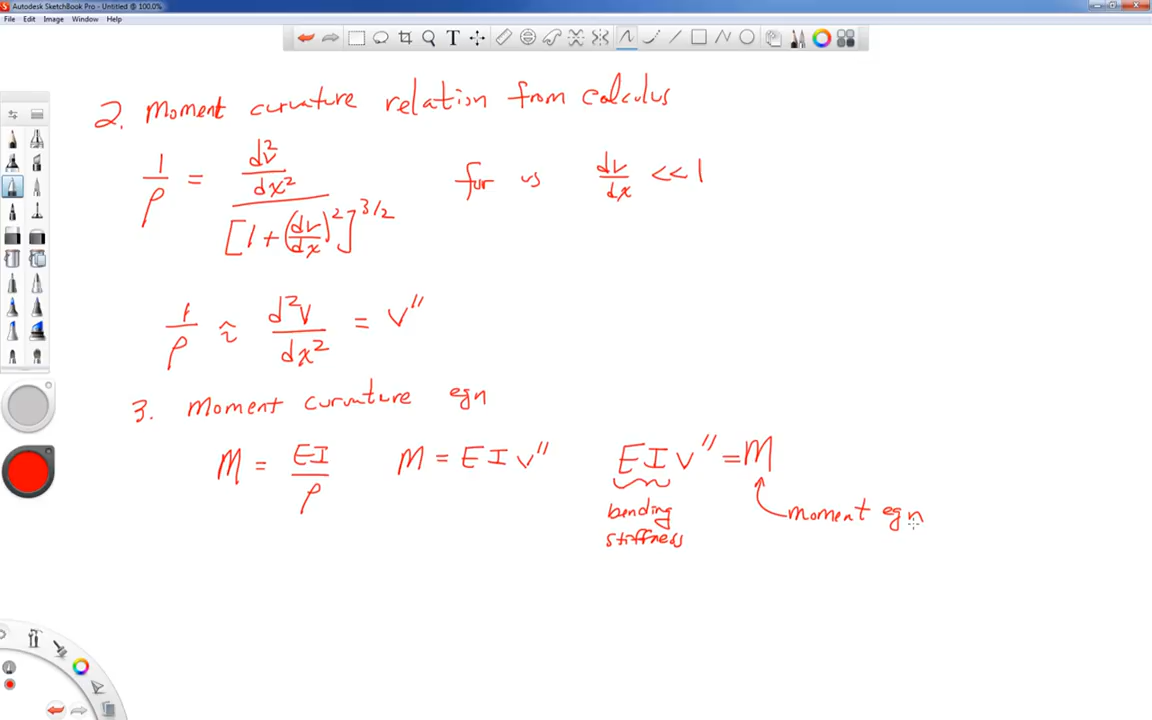 Autodesk SketchBook Pro - Untitled @ 100.0%
File Edit Image Window Help
2. Moment curvature relation from calculus
1/ρ = (d²v/dx²) / [1 + (dv/dx)²]^3/2 for us dv/dx << 1
1/ρ ≈ d²v/dx² = v''
3. Moment curvature eqn
M = EI/ρ M = EIv'' EIv'' = M
bending
stiffness
moment eqn